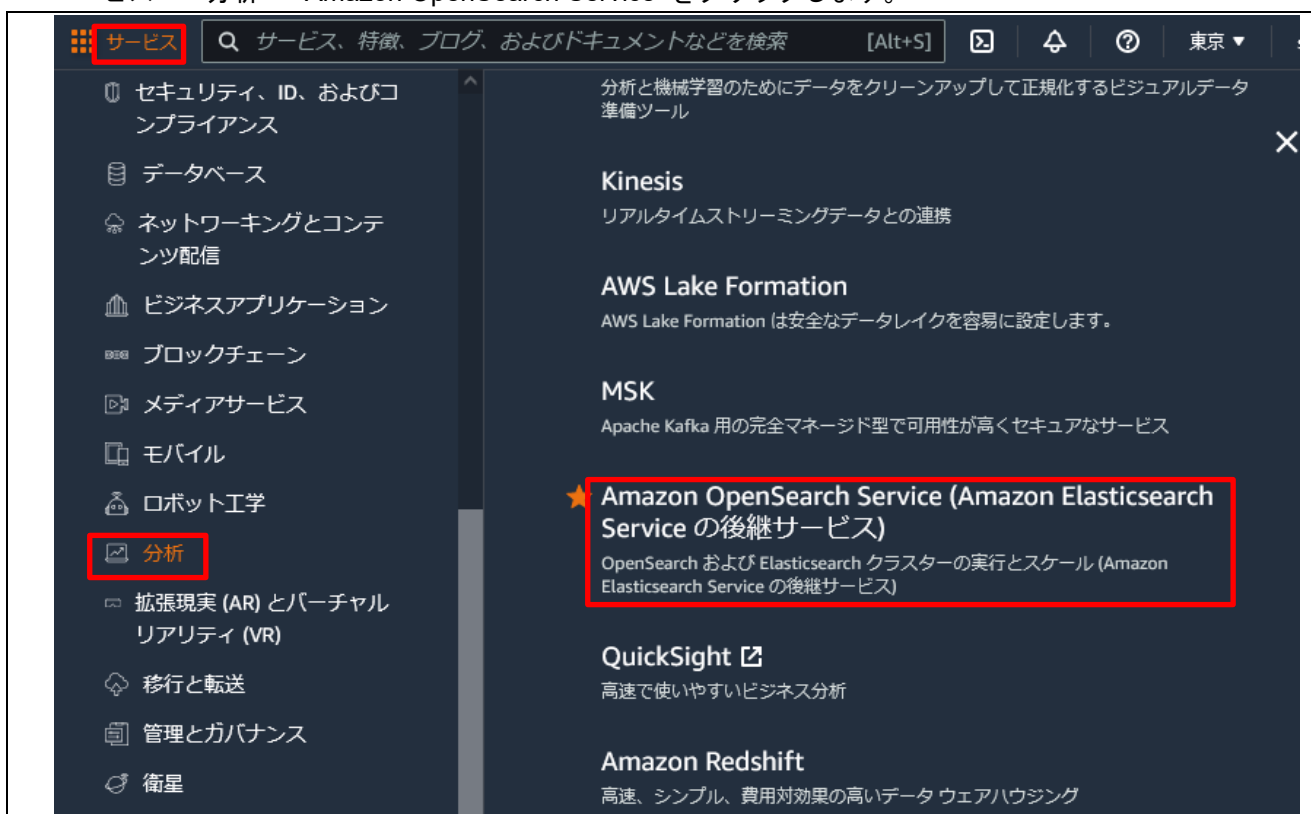 Amazon OpenSearch Service をクリックします。
サービス
サービス、特徴、ブログ、およびドキュメントなどを検索
[Alt+S]
東京 ▼
セキュリティ、ID、およびコ
ンプライアンス
データベース
ネットワーキングとコンテ
ンツ配信
ビジネスアプリケーション
ブロックチェーン
メディアサービス
モバイル
ロボット工学
分析
拡張現実 (AR) とバーチャル
リアリティ (VR)
移行と転送
管理とガバナンス
衛星
分析と機械学習のためにデータをクリーンアップして正規化するビジュアルデータ
準備ツール
Kinesis
リアルタイムストリーミングデータとの連携
AWS Lake Formation
AWS Lake Formation は安全なデータレイクを容易に設定します。
MSK
Apache Kafka 用の完全マネージド型で可用性が高くセキュアなサービス
Amazon OpenSearch Service (Amazon Elasticsearch
Service の後継サービス)
OpenSearch および Elasticsearch クラスターの実行とスケール (Amazon
Elasticsearch Service の後継サービス)
QuickSight
高速で使いやすいビジネス分析
Amazon Redshift
高速、シンプル、費用対効果の高いデータ ウェアハウジング